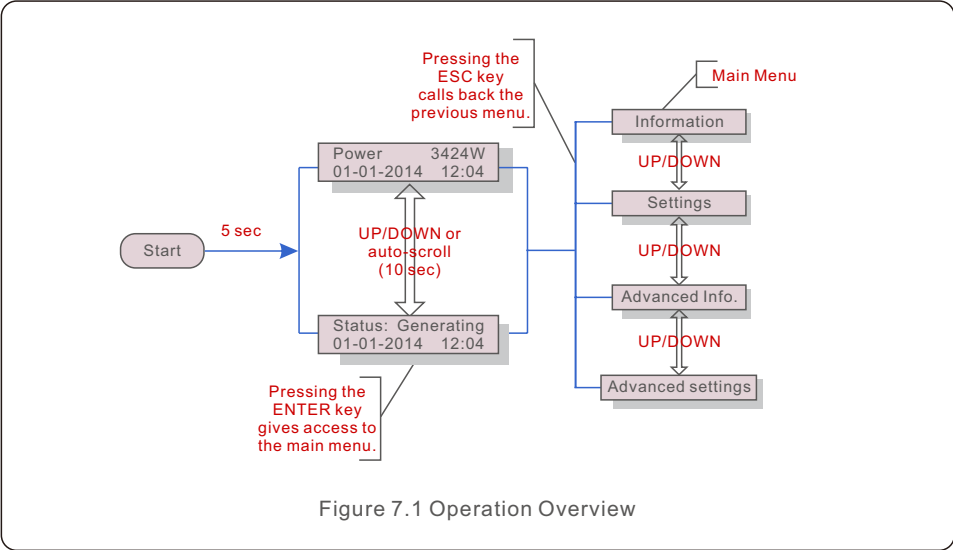 Pressing the
ESC key
calls back the
previous menu.
Main Menu
Information
UP/DOWN
Settings
UP/DOWN
Advanced Info.
UP/DOWN
Advanced settings
Power 3424W
01-01-2014 12:04
5 sec
Start
UP/DOWN or
auto-scroll
(10 sec)
Status: Generating
01-01-2014 12:04
Pressing the
ENTER key
gives access to
the main menu.
Figure 7.1 Operation Overview